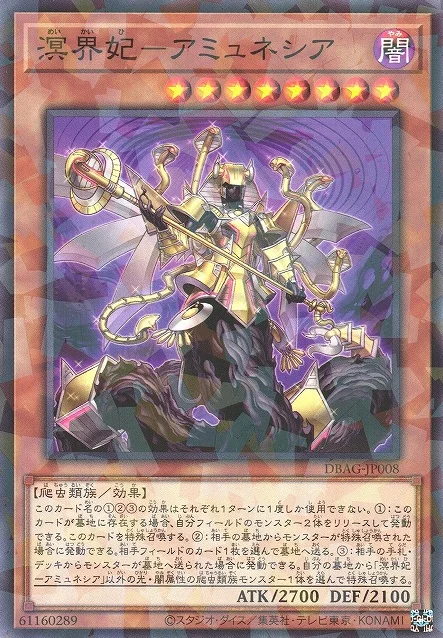 溟界妃－アミュネシア
闇
DBAG-JP008
【爬虫類族／効果】
このカード名の①②③の効果はそれぞれ1ターンに1度しか使用できない。①：この
カードが墓地に存在する場合、自分フィールドのモンスター2体をリリースして発動
できる。このカードを特殊召喚する。②：相手の墓地からモンスターが特殊召喚された
場合に発動できる。相手フィールドのカード1枚を選んで墓地へ送る。③：相手の手札・
デッキからモンスターが墓地へ送られた場合に発動できる。自分の墓地から「溟界妃
－アミュネシア」以外の光・闇属性の爬虫類族モンスター1体を選んで特殊召喚する。
ATK/2700 DEF/2100
61160289 ©スタジオ・ダイス／集英社・テレビ東京・KONAMI